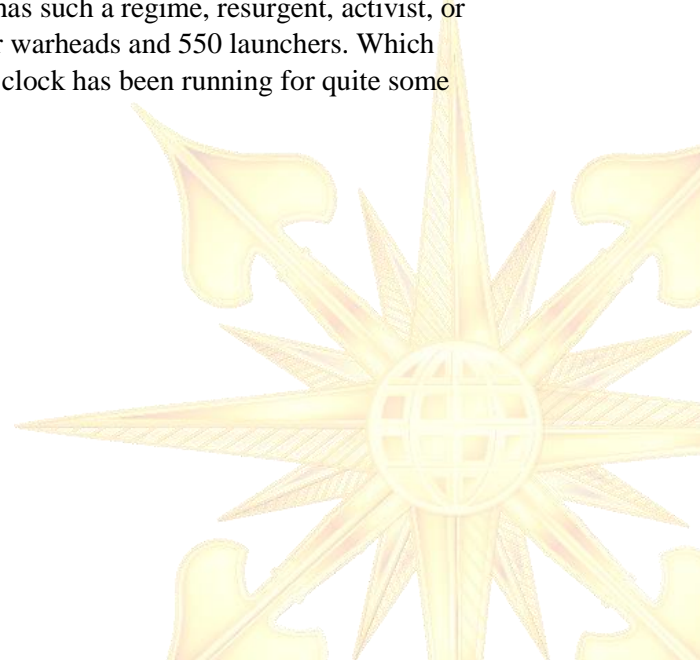 has such a regime, resurgent, activist, or
warheads and 550 launchers. Which
clock has been running for quite some